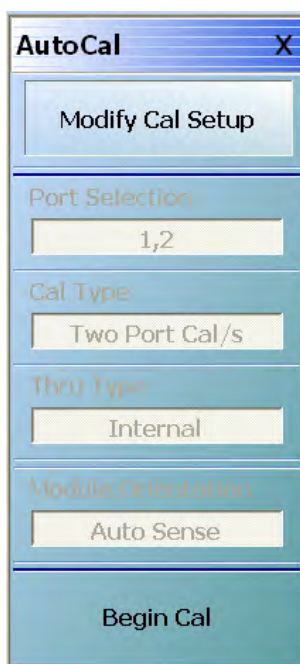 AutoCal X
Modify Cal Setup
Port Selection
1,2
Cal Type
Two Port Cal/s
Thru Type
Internal
Module Orientation
Auto Sense
Begin Cal